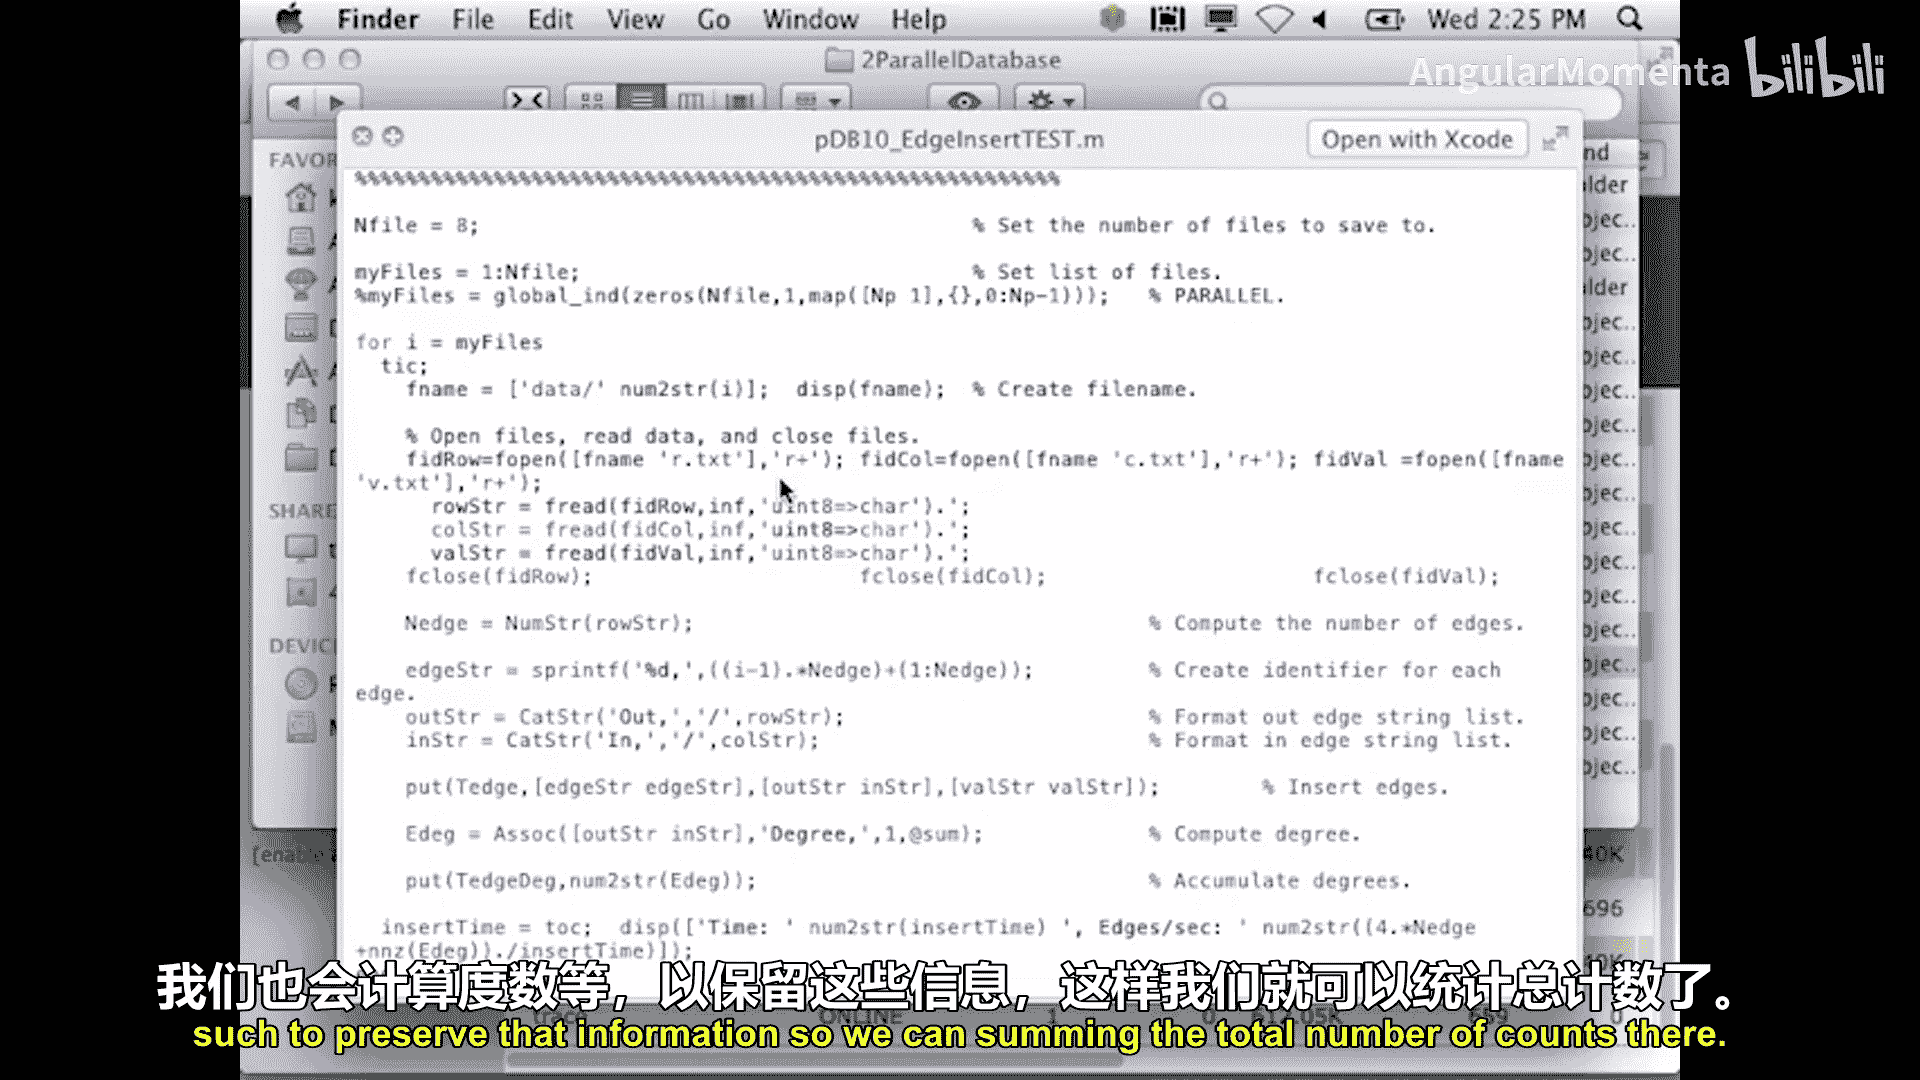 Finder File Edit View Go Window Help Wed 2:25 PM
2ParallelDatabase
AngularMomenta bilibili
pDB10_EdgeInsertTEST.m
Open with Xcode
FAVOR
%%%%%%%%%%%%%%%%%%%%%%%%%%%%%%%%%%%%%%%%%%%%%%%%%%%%%%%%
Nfile = 8; % Set the number of files to save to.
myFiles = 1:Nfile; % Set list of files.
%myFiles = global_ind(zeros(Nfile,1,map([Np 1],{},0:Np-1))); % PARALLEL.
for i = myFiles
tic;
fname = ['data/' num2str(i)]; disp(fname); % Create filename.
% Open files, read data, and close files.
fidRow=fopen([fname 'r.txt'],'r+'); fidCol=fopen([fname 'c.txt'],'r+'); fidVal =fopen([fname
'v.txt'],'r+');
rowStr = fread(fidRow,inf,'uint8=>char').';
SHARE
colStr = fread(fidCol,inf,'uint8=>char').';
valStr = fread(fidVal,inf,'uint8=>char').';
fclose(fidRow); fclose(fidCol); fclose(fidVal);
Nedge = NumStr(rowStr); % Compute the number of edges.
DEVIC
edgeStr = sprintf('%d,',((i-1).*Nedge)+(1:Nedge)); % Create identifier for each
edge.
outStr = CatStr('Out,','/',rowStr); % Format out edge string list.
inStr = CatStr('In,','/',colStr); % Format in edge string list.
put(Tedge,[edgeStr edgeStr],[outStr inStr],[valStr valStr]); % Insert edges.
Edeg = Assoc([outStr inStr],'Degree,',1,@sum); % Compute degree.
put(TedgeDeg,num2str(Edeg)); % Accumulate degrees.
insertTime = toc; disp(['Time: ' num2str(insertTime) ', Edges/sec: ' num2str((4.*Nedge
+nnz(Edeg))./insertTime)]);
我们也会计算度数等，以保留这些信息，这样我们就可以统计总计数了。
such to preserve that information so we can summing the total number of counts there.